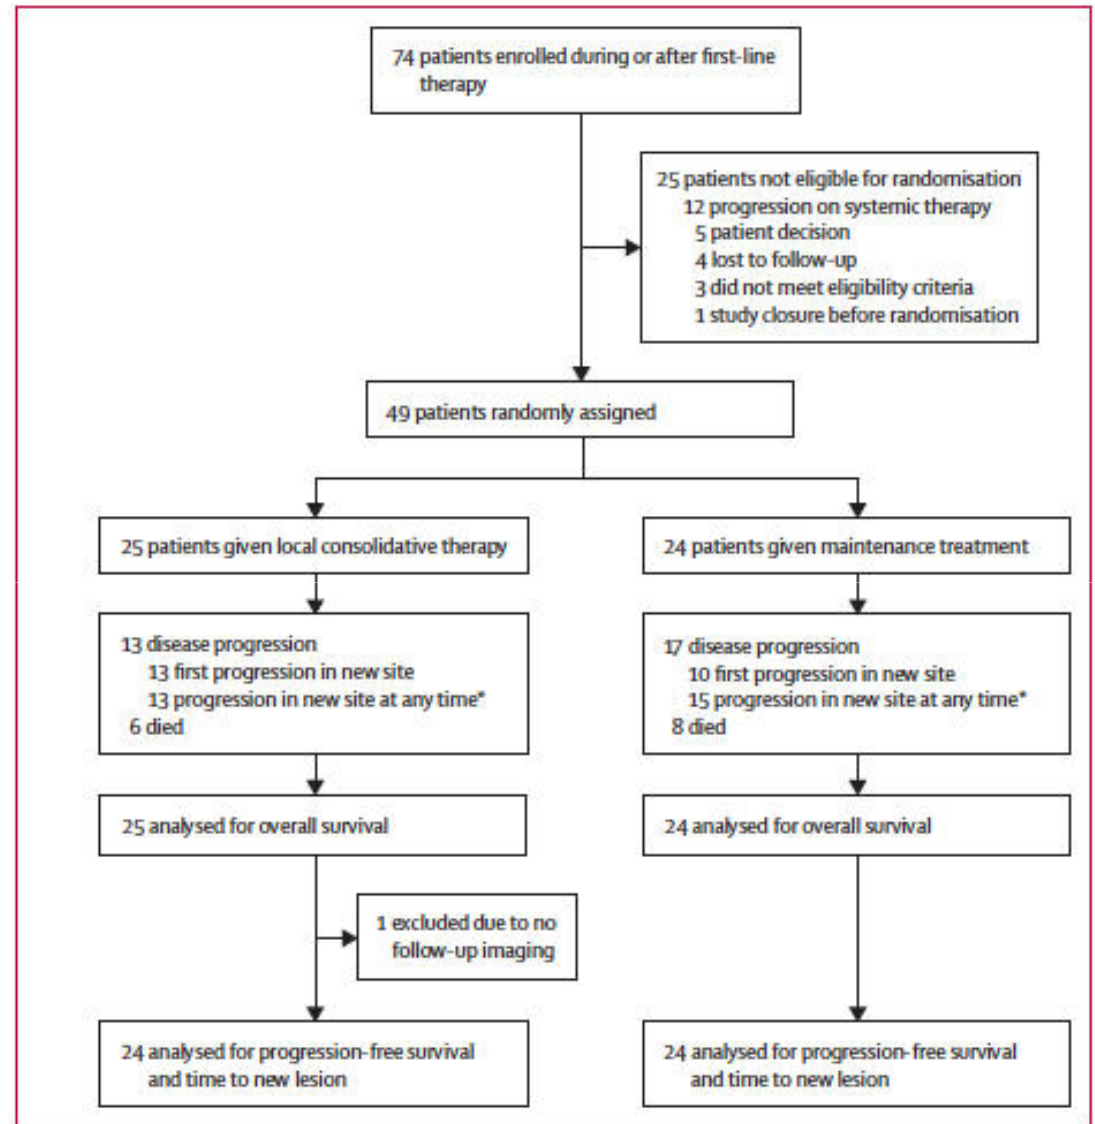 74 patients enrolled during or after first-line
therapy
25 patients not eligible for randomisation
12 progression on systemic therapy
5 patient decision
4 lost to follow-up
3 did not meet eligibility criteria
1 study closure before randomisation
49 patients randomly assigned
25 patients given local consolidative therapy
24 patients given maintenance treatment
13 disease progression
13 first progression in new site
13 progression in new site at any time*
6 died
17 disease progression
10 first progression in new site
15 progression in new site at any time*
8 died
25 analysed for overall survival
24 analysed for overall survival
1 excluded due to no
follow-up imaging
24 analysed for progression-free survival
and time to new lesion
24 analysed for progression-free survival
and time to new lesion